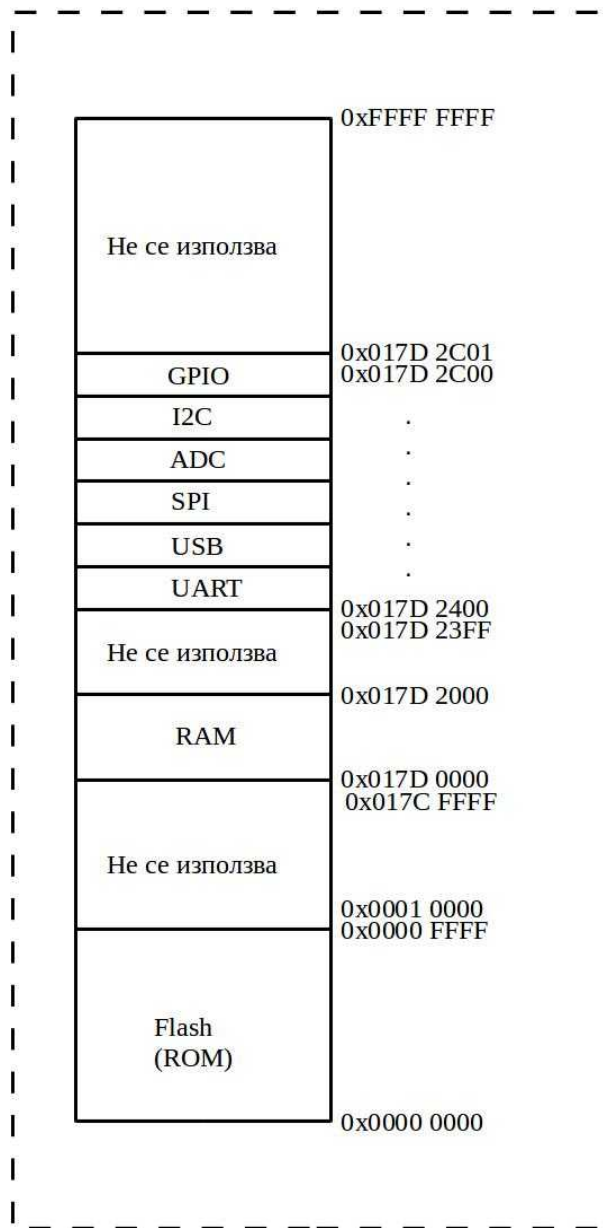 0xFFFF FFFF
Не се използва
0x017D 2C01
0x017D 2C00
GPIO
I2C
ADC
SPI
USB
UART
0x017D 2400
0x017D 23FF
Не се използва
0x017D 2000
RAM
0x017D 0000
0x017C FFFF
Не се използва
0x0001 0000
0x0000 FFFF
Flash
(ROM)
0x0000 0000